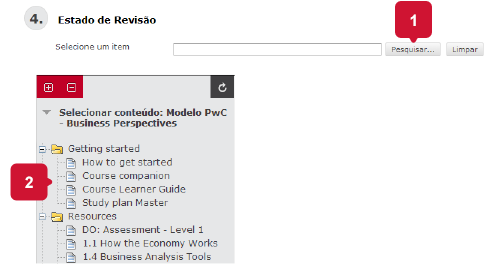 4. Estado de Revisão
1
Selecione um item
Pesquisar...
Limpar
Selecionar conteúdo: Modelo PwC
- Business Perspectives
Getting started
How to get started
2
Course companion
Course Learner Guide
Study plan Master
Resources
DO: Assessment - Level 1
1.1 How the Economy Works
1.4 Business Analysis Tools